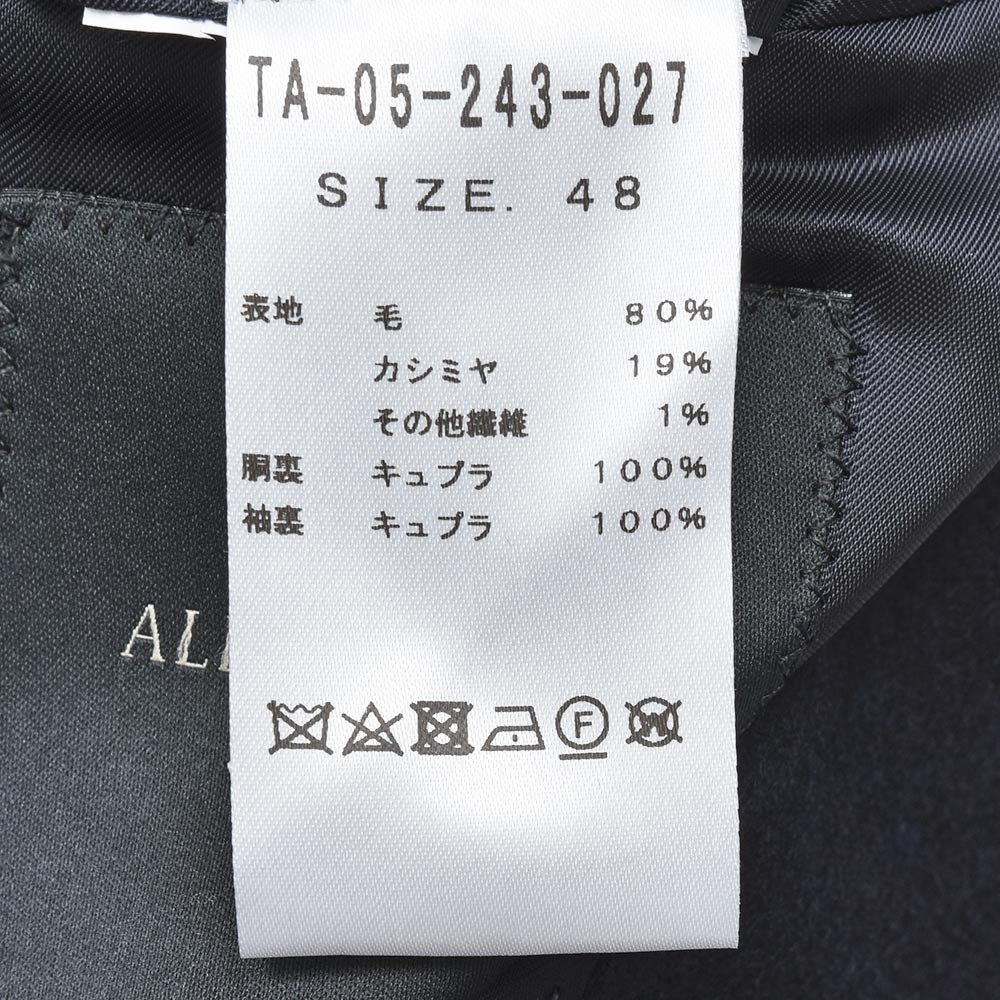 TA-05-243-027
SIZE. 48
表地 毛 80%
カシミヤ 19%
その他繊維 1%
胴裏 キュプラ 100%
袖裏 キュプラ 100%
AL
F
W